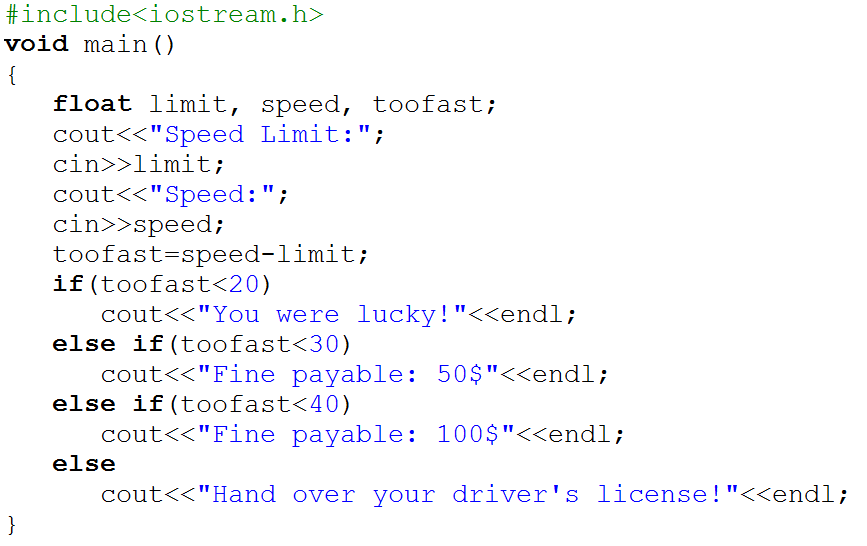 #include<iostream.h>
void main()
{
   float limit, speed, toofast;
   cout<<"Speed Limit:";
   cin>>limit;
   cout<<"Speed:";
   cin>>speed;
   toofast=speed-limit;
   if(toofast<20)
      cout<<"You were lucky!"<<endl;
   else if(toofast<30)
      cout<<"Fine payable: 50$"<<endl;
   else if(toofast<40)
      cout<<"Fine payable: 100$"<<endl;
   else
      cout<<"Hand over your driver's license!"<<endl;
}